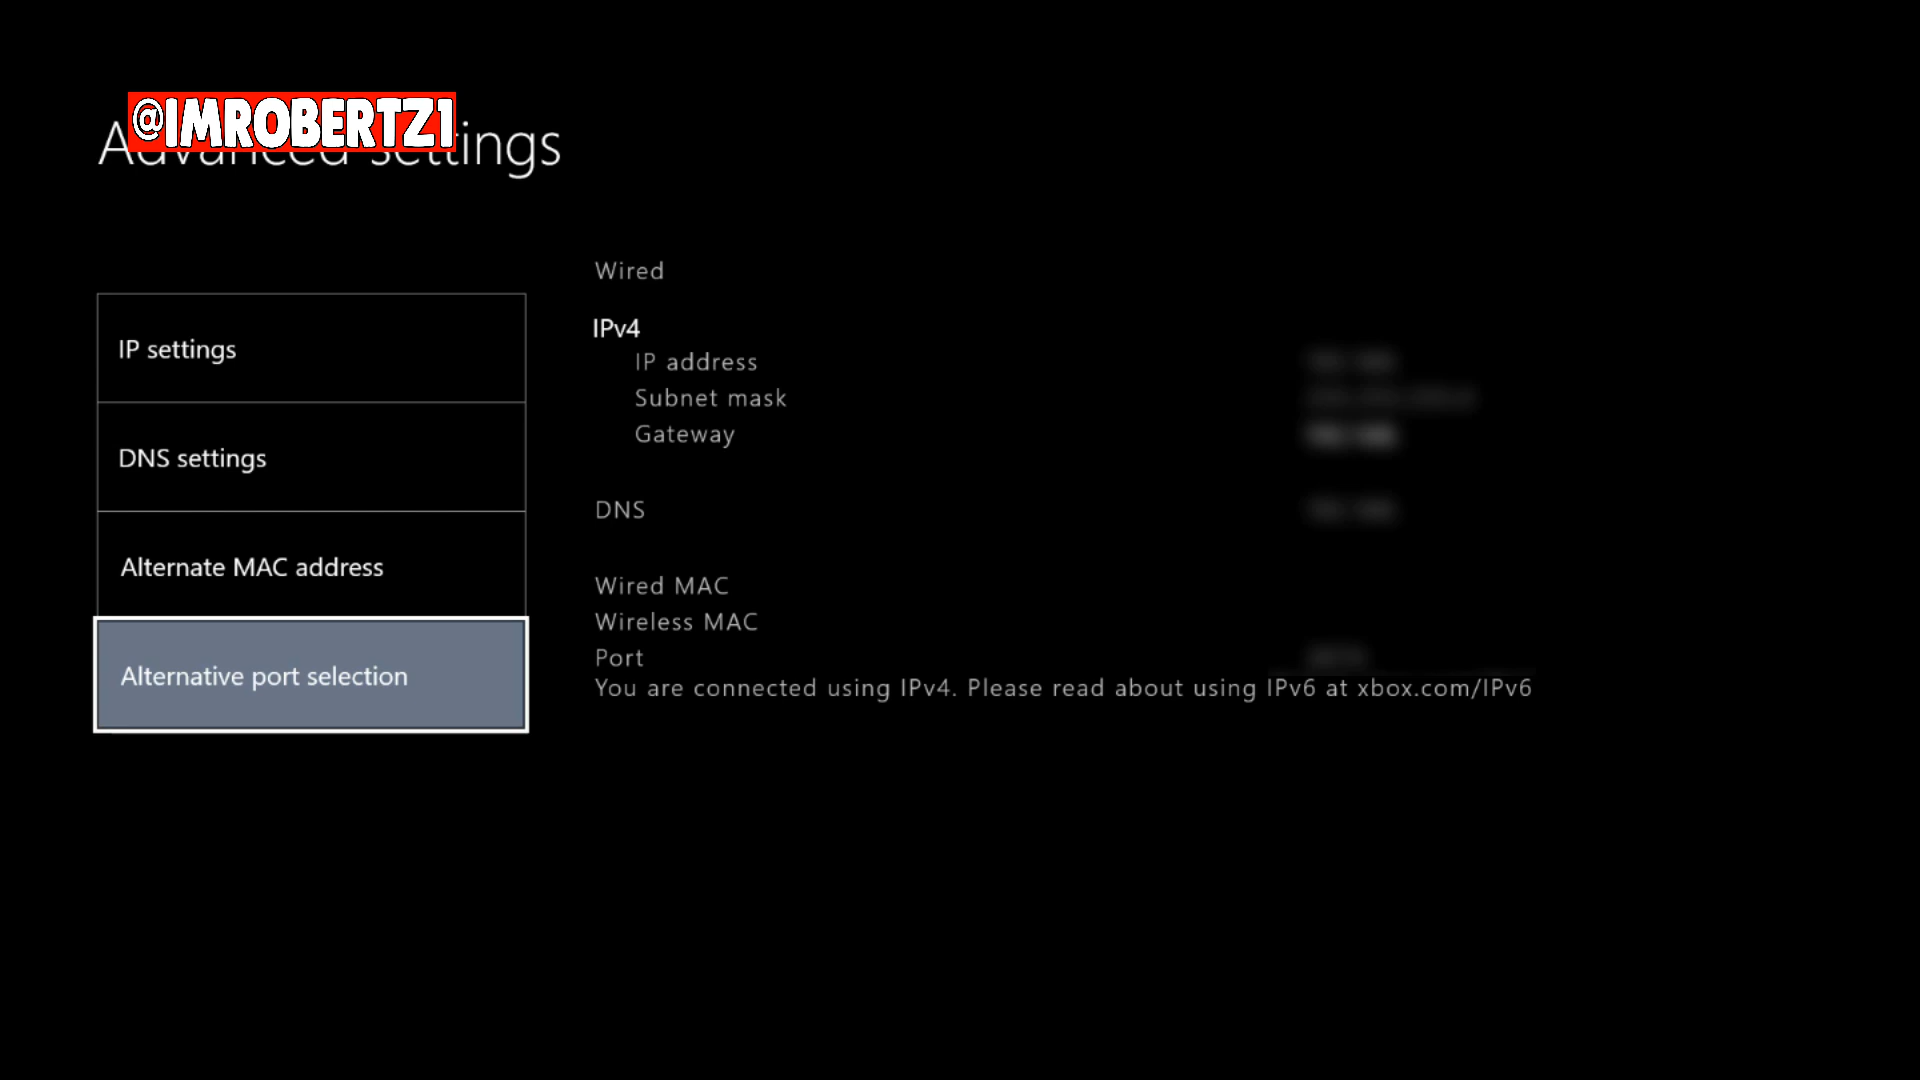 @IMROBERTZ1
Advanced settings
IP settings
DNS settings
Alternate MAC address
Alternative port selection
Wired
IPv4
IP address
Subnet mask
Gateway
DNS
Wired MAC
Wireless MAC
Port
You are connected using IPv4. Please read about using IPv6 at xbox.com/IPv6